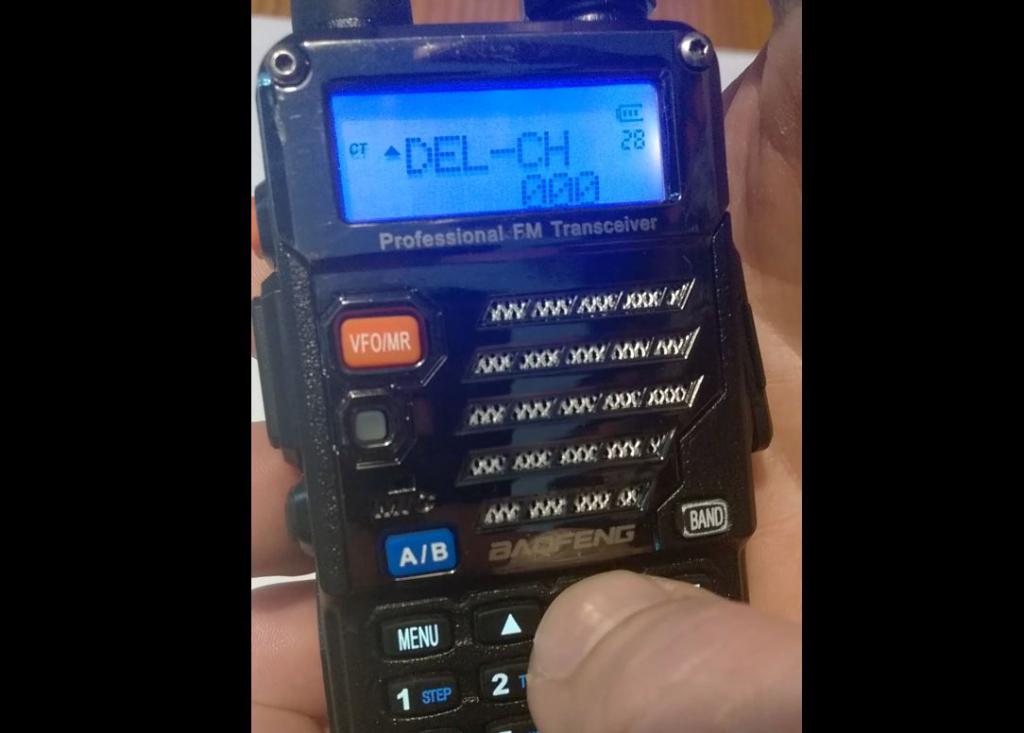 28
CT ▲DEL-CH
000
Professional FM Transceiver
VFO/MR
A/B
BAOFENG
BAND
MENU ▲
1 STEP
2